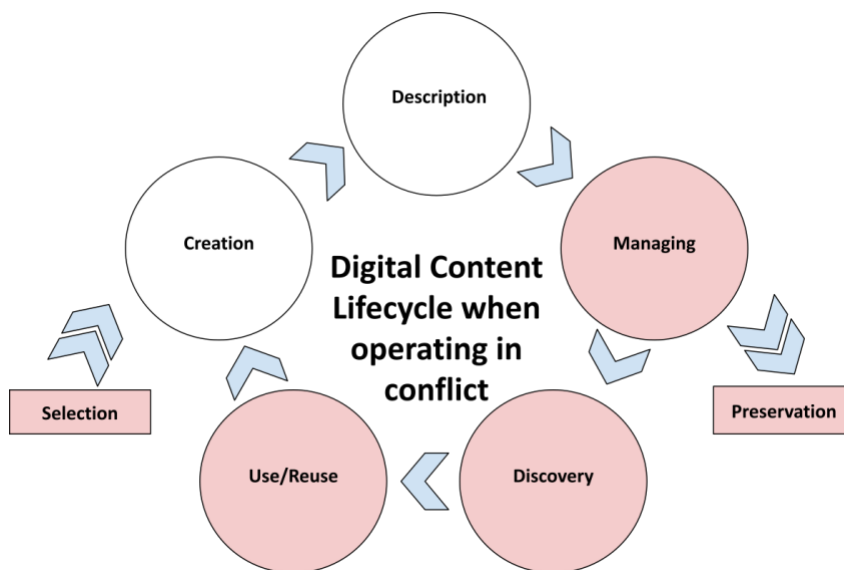 Description
Creation
Managing
Digital Content
Lifecycle when
operating in
conflict
Selection
Preservation
Use/Reuse
Discovery